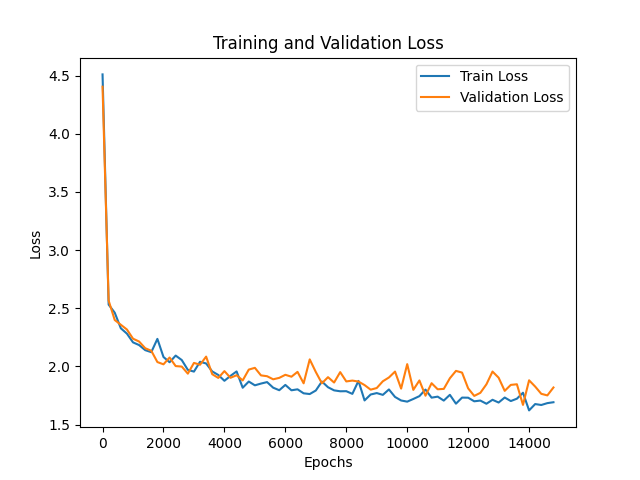 Training and Validation Loss
Train Loss
Validation Loss
4.5
4.0
3.5
3.0
2.5
2.0
1.5
Loss
0 2000 4000 6000 8000 10000 12000 14000
Epochs